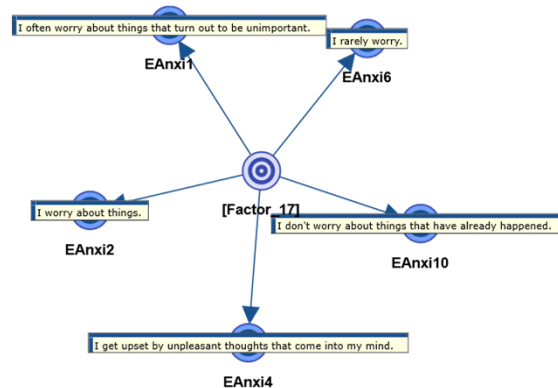 I often worry about things that turn out to be unimportant.
EAnxi1
I rarely worry.
EAnxi6
[Factor_17]
I worry about things.
EAnxi2
I don't worry about things that have already happened.
EAnxi10
I get upset by unpleasant thoughts that come into my mind.
EAnxi4